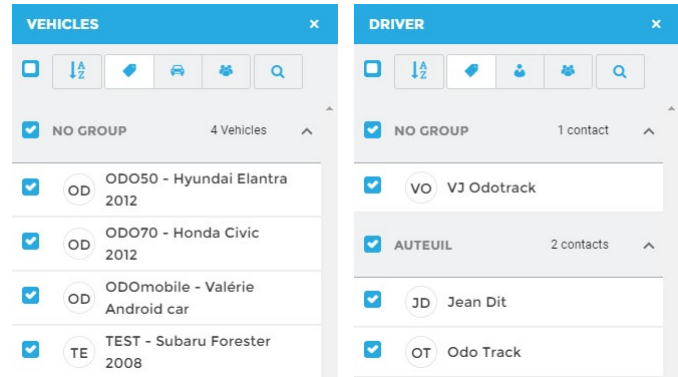 VEHICLES
NO GROUP 4 Vehicles
OD ODO50 - Hyundai Elantra
2012
OD ODO70 - Honda Civic
2012
OD ODOmobile - Valérie
Android car
TE TEST - Subaru Forester
2008
DRIVER
NO GROUP 1 contact
VO VJ Odotrack
AUTEUIL 2 contacts
JD Jean Dit
OT Odo Track